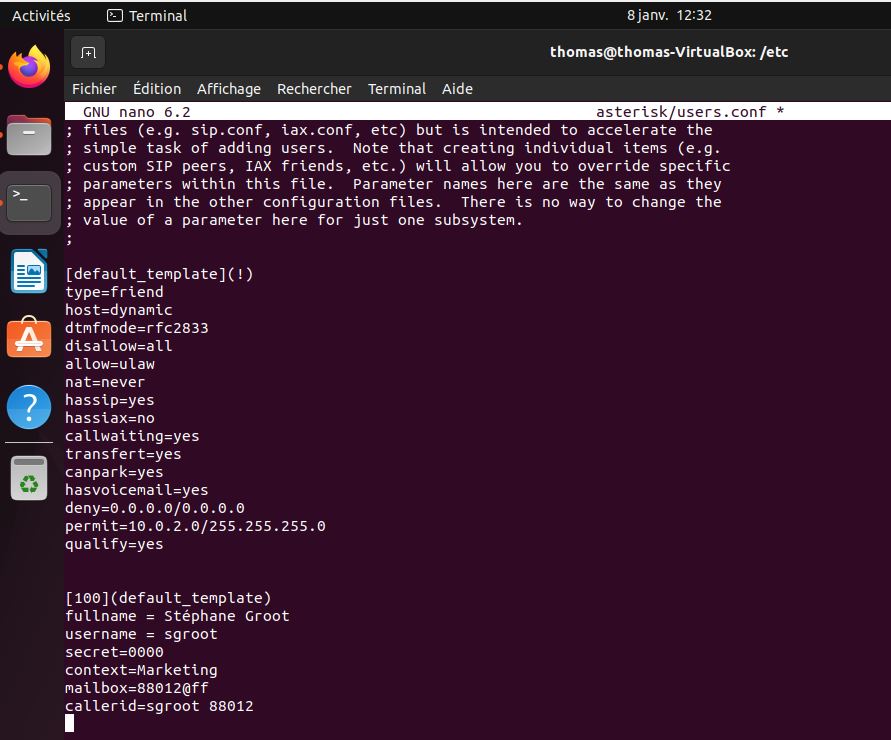 Activités
Terminal
8 janv. 12:32
thomas@thomas-VirtualBox: /etc
Fichier Édition Affichage Rechercher Terminal Aide
GNU nano 6.2 asterisk/users.conf *
; files (e.g. sip.conf, iax.conf, etc) but is intended to accelerate the
; simple task of adding users.  Note that creating individual items (e.g.
; custom SIP peers, IAX friends, etc.) will allow you to override specific
; parameters within this file.  Parameter names here are the same as they
; appear in the other configuration files.  There is no way to change the
; value of a parameter here for just one subsystem.
;
[default_template](!)
type=friend
host=dynamic
dtmfmode=rfc2833
disallow=all
allow=ulaw
nat=never
hassip=yes
hassiax=no
callwaiting=yes
transfert=yes
canpark=yes
hasvoicemail=yes
deny=0.0.0.0/0.0.0.0
permit=10.0.2.0/255.255.255.0
qualify=yes
[100](default_template)
fullname = Stéphane Groot
username = sgroot
secret=0000
context=Marketing
mailbox=88012@ff
callerid=sgroot 88012